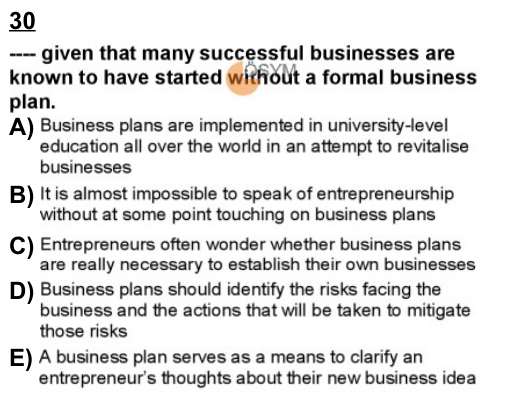 30
---- given that many successful businesses are
known to have started without a formal business
plan.
ÖSYM
A) Business plans are implemented in university-level
education all over the world in an attempt to revitalise
businesses
B) It is almost impossible to speak of entrepreneurship
without at some point touching on business plans
C) Entrepreneurs often wonder whether business plans
are really necessary to establish their own businesses
D) Business plans should identify the risks facing the
business and the actions that will be taken to mitigate
those risks
E) A business plan serves as a means to clarify an
entrepreneur's thoughts about their new business idea